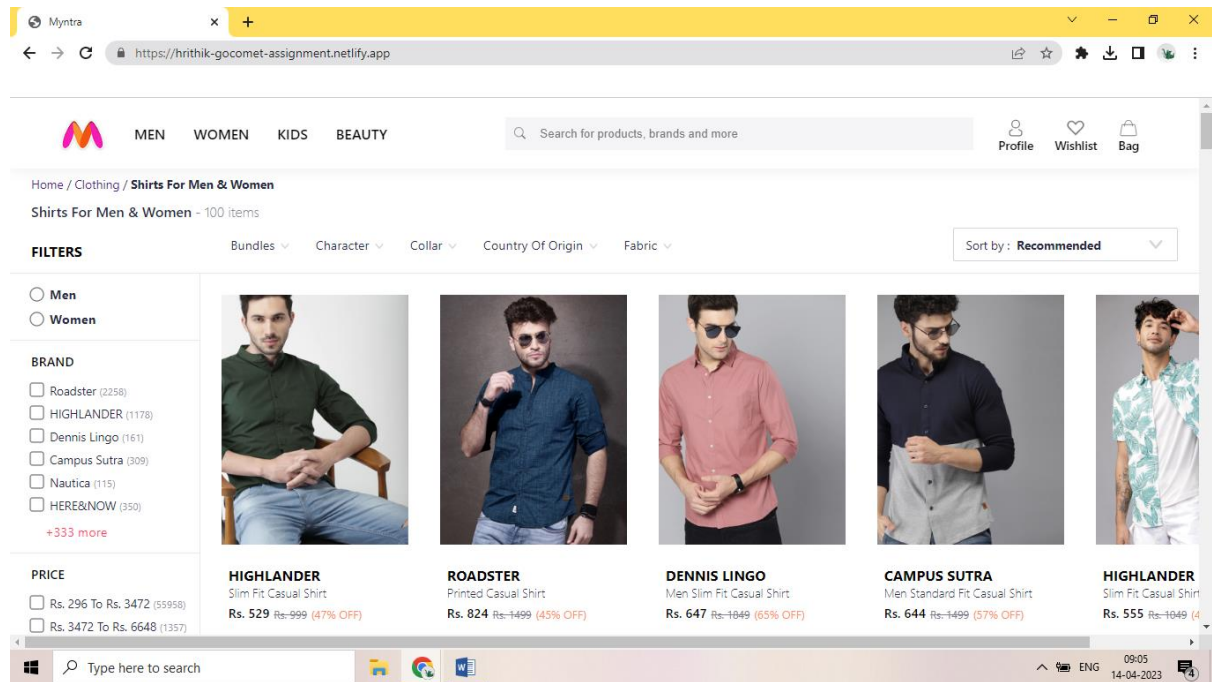 Myntra
https://hrithik-gocomet-assignment.netlify.app
MEN WOMEN KIDS BEAUTY
Search for products, brands and more
Profile Wishlist Bag
Home / Clothing / Shirts For Men & Women
Shirts For Men & Women - 100 items
FILTERS
Bundles Character Collar Country Of Origin Fabric
Sort by : Recommended
Men
Women
BRAND
Roadster (2258)
HIGHLANDER (1178)
Dennis Lingo (161)
Campus Sutra (309)
Nautica (115)
HERE&NOW (350)
+333 more
PRICE
Rs. 296 To Rs. 3472 (55958)
Rs. 3472 To Rs. 6648 (1357)
HIGHLANDER
Slim Fit Casual Shirt
Rs. 529 Rs. 999 (47% OFF)
ROADSTER
Printed Casual Shirt
Rs. 824 Rs. 1499 (45% OFF)
DENNIS LINGO
Men Slim Fit Casual Shirt
Rs. 647 Rs. 1849 (65% OFF)
CAMPUS SUTRA
Men Standard Fit Casual Shirt
Rs. 644 Rs. 1499 (57% OFF)
HIGHLANDER
Slim Fit Casual Shirt
Rs. 555 Rs. 1049 (4
Type here to search
W
ENG
09:05
14-04-2023
4